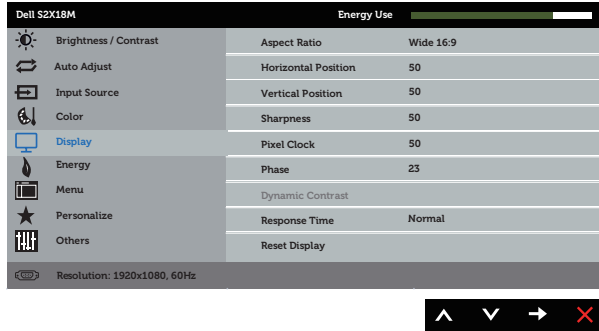 Dell S2X18M Energy Use
Brightness / Contrast
Auto Adjust
Input Source
Color
Display
Energy
Menu
Personalize
Others
Aspect Ratio Wide 16:9
Horizontal Position 50
Vertical Position 50
Sharpness 50
Pixel Clock 50
Phase 23
Dynamic Contrast
Response Time Normal
Reset Display
Resolution: 1920x1080, 60Hz